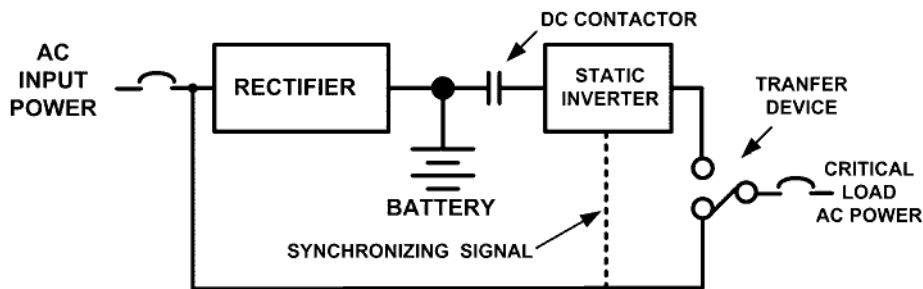 DC CONTACTOR
AC
INPUT
POWER
RECTIFIER
STATIC
INVERTER
TRANFER
DEVICE
BATTERY
CRITICAL
LOAD
AC POWER
SYNCHRONIZING SIGNAL